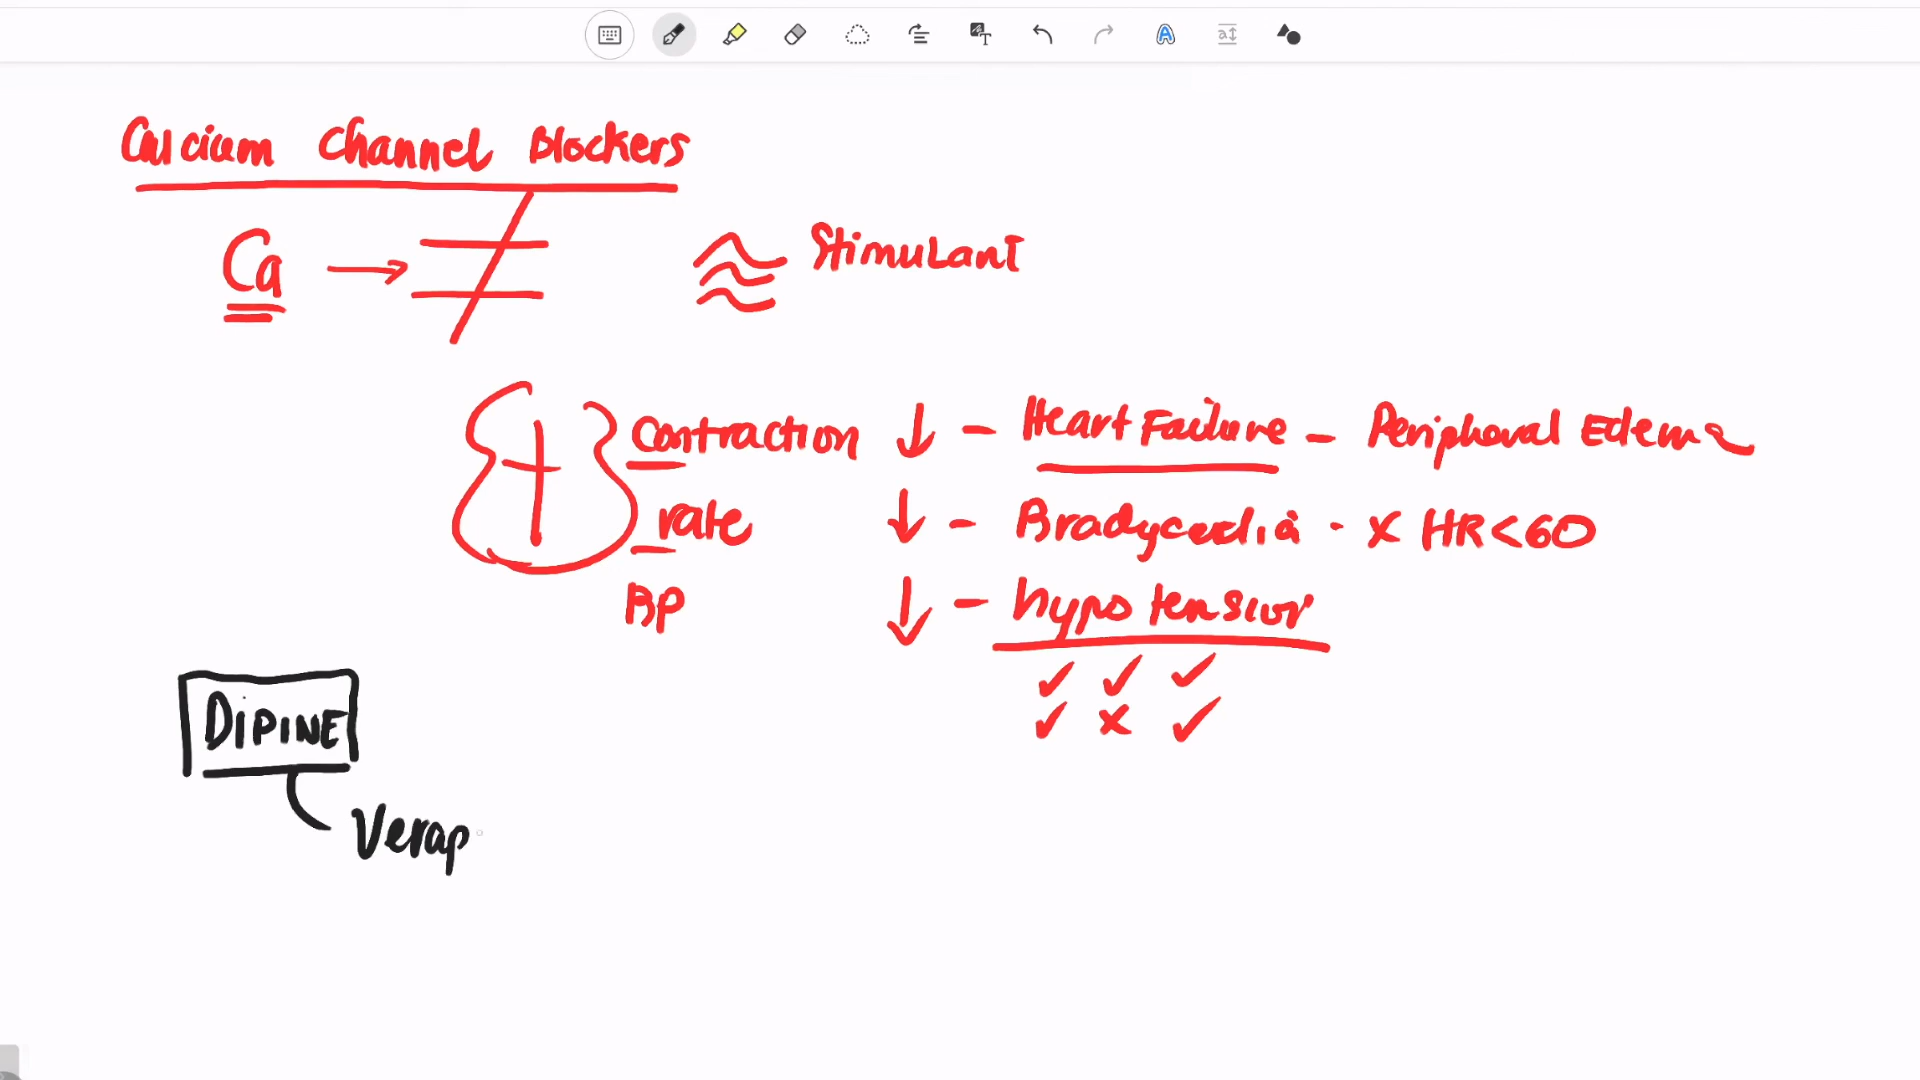 Calcium Channel Blockers
Ca → Stimulant
Contraction ↓ - Heart Failure - Peripheral Edema
rate ↓ - Bradycardia · x HR<60
BP ↓ - hypotension
✓ ✓ ✓
✓ x ✓
DiPINE
Verap